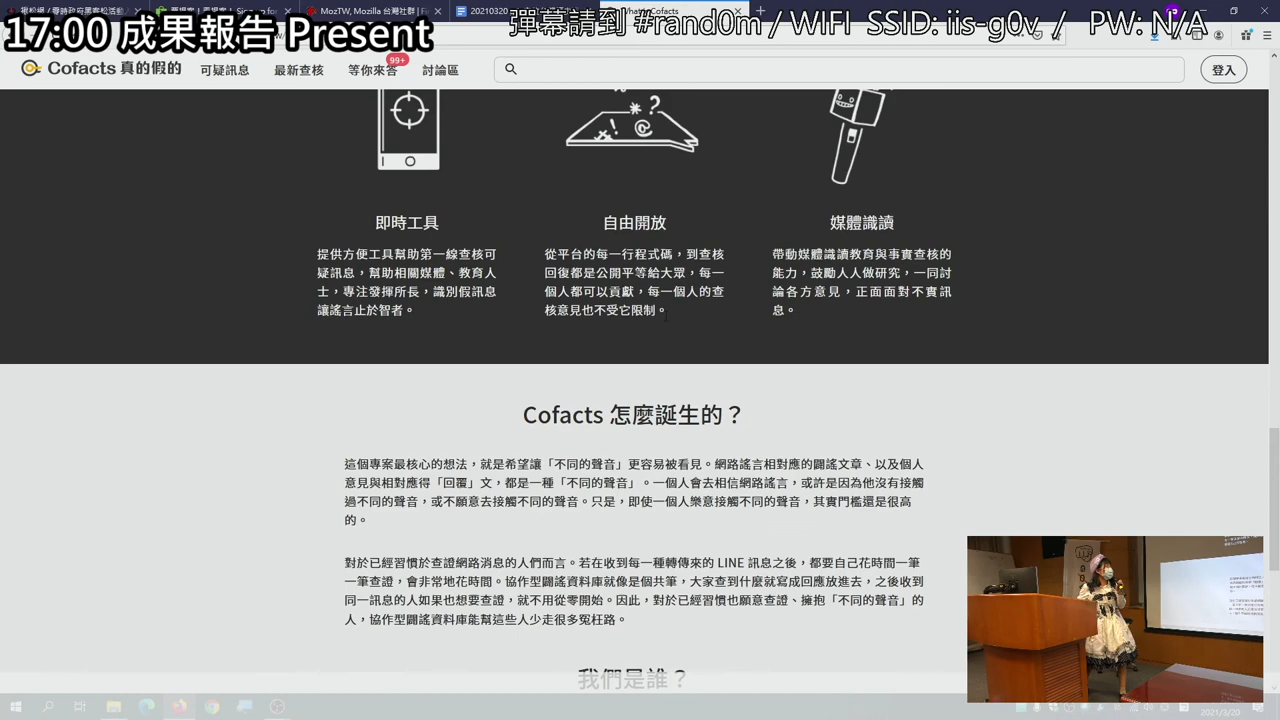 17:00 成果報告 Present
彈幕請到 #rand0m / WIFI SSID: iis-g0v / PW: N/A
Cofacts 真的假的
可疑訊息
最新查核
等你來答
99+
討論區
登入
即時工具
提供方便工具幫助第一線查核可
疑訊息，幫助相關媒體、教育人
士，專注發揮所長，識別假訊息
讓謠言止於智者。
自由開放
從平台的每一行程式碼，到查核
回復都是公開平等給大眾，每一
個人都可以貢獻，每一個人的查
核意見也不受它限制。
媒體識讀
帶動媒體識讀教育與事實查核的
能力，鼓勵人人做研究，一同討
論各方意見，正面面對不實訊
息。
Cofacts 怎麼誕生的？
這個專案最核心的想法，就是希望讓「不同的聲音」更容易被看見。網路謠言相對應的闢謠文章、以及個人
意見與相對應得「回覆」文，都是一種「不同的聲音」。一個人會去相信網路謠言，或許是因為他沒有接觸
過不同的聲音，或不願意去接觸不同的聲音。只是，即使一個人樂意接觸不同的聲音，其實門檻還是很高
的。
對於已經習慣於查證網路消息的人們而言。若在收到每一種轉傳來的 LINE 訊息之後，都要自己花時間一筆
一筆查證，會非常地花時間。協作型闢謠資料庫就像是個共筆，大家查到什麼就寫成回應放進去，之後收到
同一訊息的人如果也想要查證，就不用從零開始。因此，對於已經習慣也願意查證、擁抱「不同的聲音」的
人，協作型闢謠資料庫能幫這些人少走很多冤枉路。
我們是誰？
2021/3/20